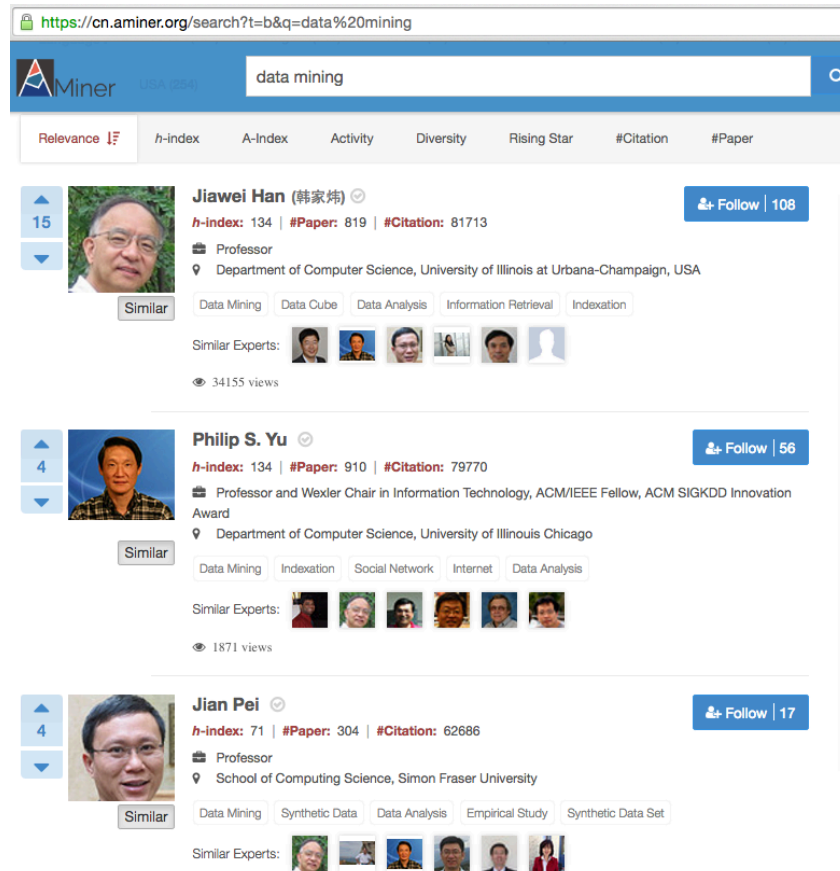 https://cn.aminer.org/search?t=b&q=data%20mining
AMiner USA (254) data mining
Relevance h-index A-Index Activity Diversity Rising Star #Citation #Paper
15
Jiawei Han (韩家炜)
Follow 108
h-index: 134 | #Paper: 819 | #Citation: 81713
Professor
Department of Computer Science, University of Illinois at Urbana-Champaign, USA
Similar
Data Mining Data Cube Data Analysis Information Retrieval Indexation
Similar Experts:
34155 views
4
Philip S. Yu
Follow 56
h-index: 134 | #Paper: 910 | #Citation: 79770
Professor and Wexler Chair in Information Technology, ACM/IEEE Fellow, ACM SIGKDD Innovation
Award
Department of Computer Science, University of Illinouis Chicago
Similar
Data Mining Indexation Social Network Internet Data Analysis
Similar Experts:
1871 views
4
Jian Pei
Follow 17
h-index: 71 | #Paper: 304 | #Citation: 62686
Professor
School of Computing Science, Simon Fraser University
Similar
Data Mining Synthetic Data Data Analysis Empirical Study Synthetic Data Set
Similar Experts: